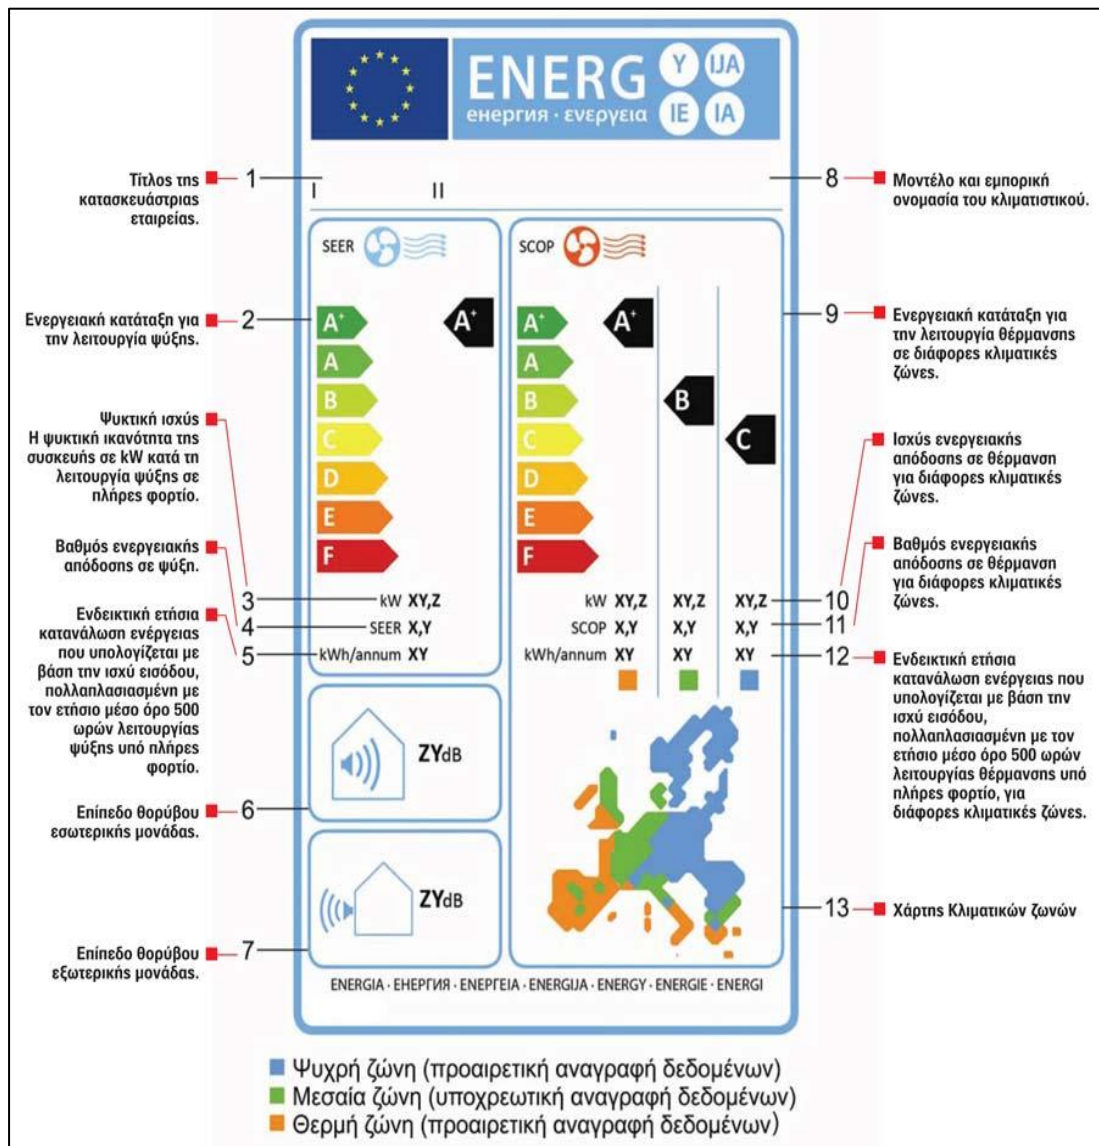 ENERG
енергия · ενεργεια
Y IJA
IE IA
1
Τίτλος της
κατασκευάστριας
εταιρείας.
I II
8
Μοντέλο και εμπορική
ονομασία του κλιματιστικού.
SEER
SCOP
2
Ενεργειακή κατάταξη για
την λειτουργία ψύξης.
A+
A
B
C
D
E
F
A+
A+
A
B
C
D
E
F
A+
B
C
9
Ενεργειακή κατάταξη για
την λειτουργία θέρμανσης
σε διάφορες κλιματικές
ζώνες.
Ψυκτική ισχύς
Η ψυκτική ικανότητα της
συσκευής σε kW κατά τη
λειτουργία ψύξης σε
πλήρες φορτίο.
Βαθμός ενεργειακής
απόδοσης σε ψύξη.
Ενδεικτική ετήσια
κατανάλωση ενέργειας
που υπολογίζεται με
βάση την ισχύ εισόδου,
πολλαπλασιασμένη με
τον ετήσιο μέσο όρο 500
ωρών λειτουργίας
ψύξης υπό πλήρες
φορτίο.
3 kW XY,Z
4 SEER X,Y
5 kWh/annum XY
kW XY,Z XY,Z XY,Z 10
SCOP X,Y X,Y X,Y 11
kWh/annum XY XY XY 12
Ισχύς ενεργειακής
απόδοσης σε θέρμανση
για διάφορες κλιματικές
ζώνες.
Βαθμός ενεργειακής
απόδοσης σε θέρμανση
για διάφορες κλιματικές
ζώνες.
Ενδεικτική ετήσια
κατανάλωση ενέργειας που
υπολογίζεται με βάση την
ισχύ εισόδου,
πολλαπλασιασμένη με τον
ετήσιο μέσο όρο 500 ωρών
λειτουργίας θέρμανσης υπό
πλήρες φορτίο, για
διάφορες κλιματικές ζώνες.
ZYdB
6
Επίπεδο θορύβου
εσωτερικής μονάδας.
ZYdB
7
Επίπεδο θορύβου
εξωτερικής μονάδας.
13
Χάρτης Κλιματικών ζωνών
ENERGIA · ЕНЕРГИЯ · ΕΝΕΡΓΕΙΑ · ENERGIJA · ENERGY · ENERGIE · ENERGI
Ψυχρή ζώνη (προαιρετική αναγραφή δεδομένων)
Μεσαία ζώνη (υποχρεωτική αναγραφή δεδομένων)
Θερμή ζώνη (προαιρετική αναγραφή δεδομένων)